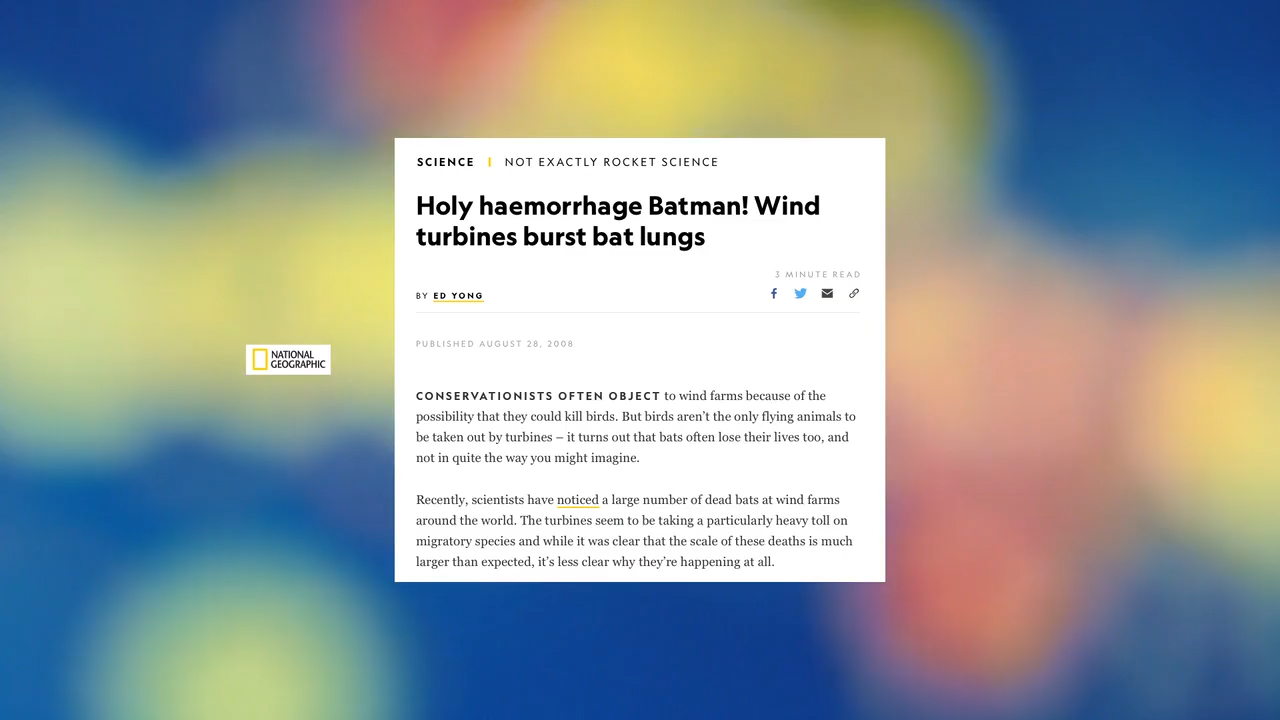 SCIENCE | NOT EXACTLY ROCKET SCIENCE
Holy haemorrhage Batman! Wind
turbines burst bat lungs
3 MINUTE READ
BY ED YONG
PUBLISHED AUGUST 28, 2008
NATIONAL
GEOGRAPHIC
CONSERVATIONISTS OFTEN OBJECT to wind farms because of the
possibility that they could kill birds. But birds aren’t the only flying animals to
be taken out by turbines – it turns out that bats often lose their lives too, and
not in quite the way you might imagine.
Recently, scientists have noticed a large number of dead bats at wind farms
around the world. The turbines seem to be taking a particularly heavy toll on
migratory species and while it was clear that the scale of these deaths is much
larger than expected, it’s less clear why they’re happening at all.